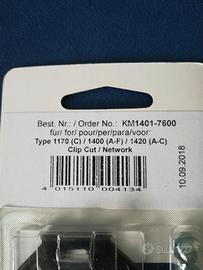 Best. Nr.: / Order No.: KM1401-7600
für/ for/ pour/per/para/voor:
Type 1170 (C) / 1400 (A-F) / 1420 (A-C)
Clip Cut / Network
4 015110 004134
10.09.2018
subito